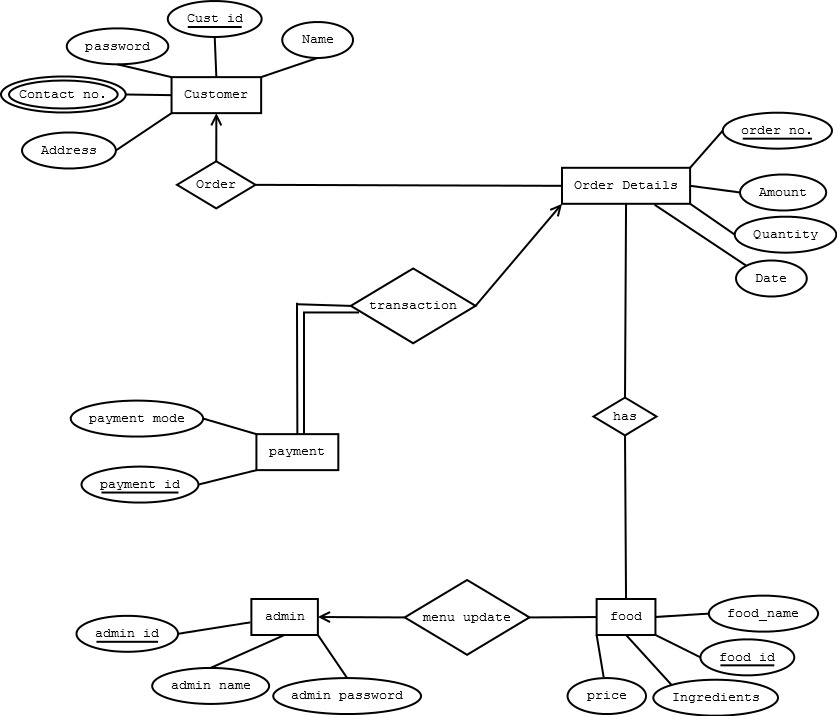 Cust id
password
Name
Contact no.
Customer
Address
Order
order no.
Order Details
Amount
Quantity
Date
transaction
payment mode
has
payment
payment id
admin
menu update
food
food_name
admin id
food id
admin name
admin password
price
Ingredients